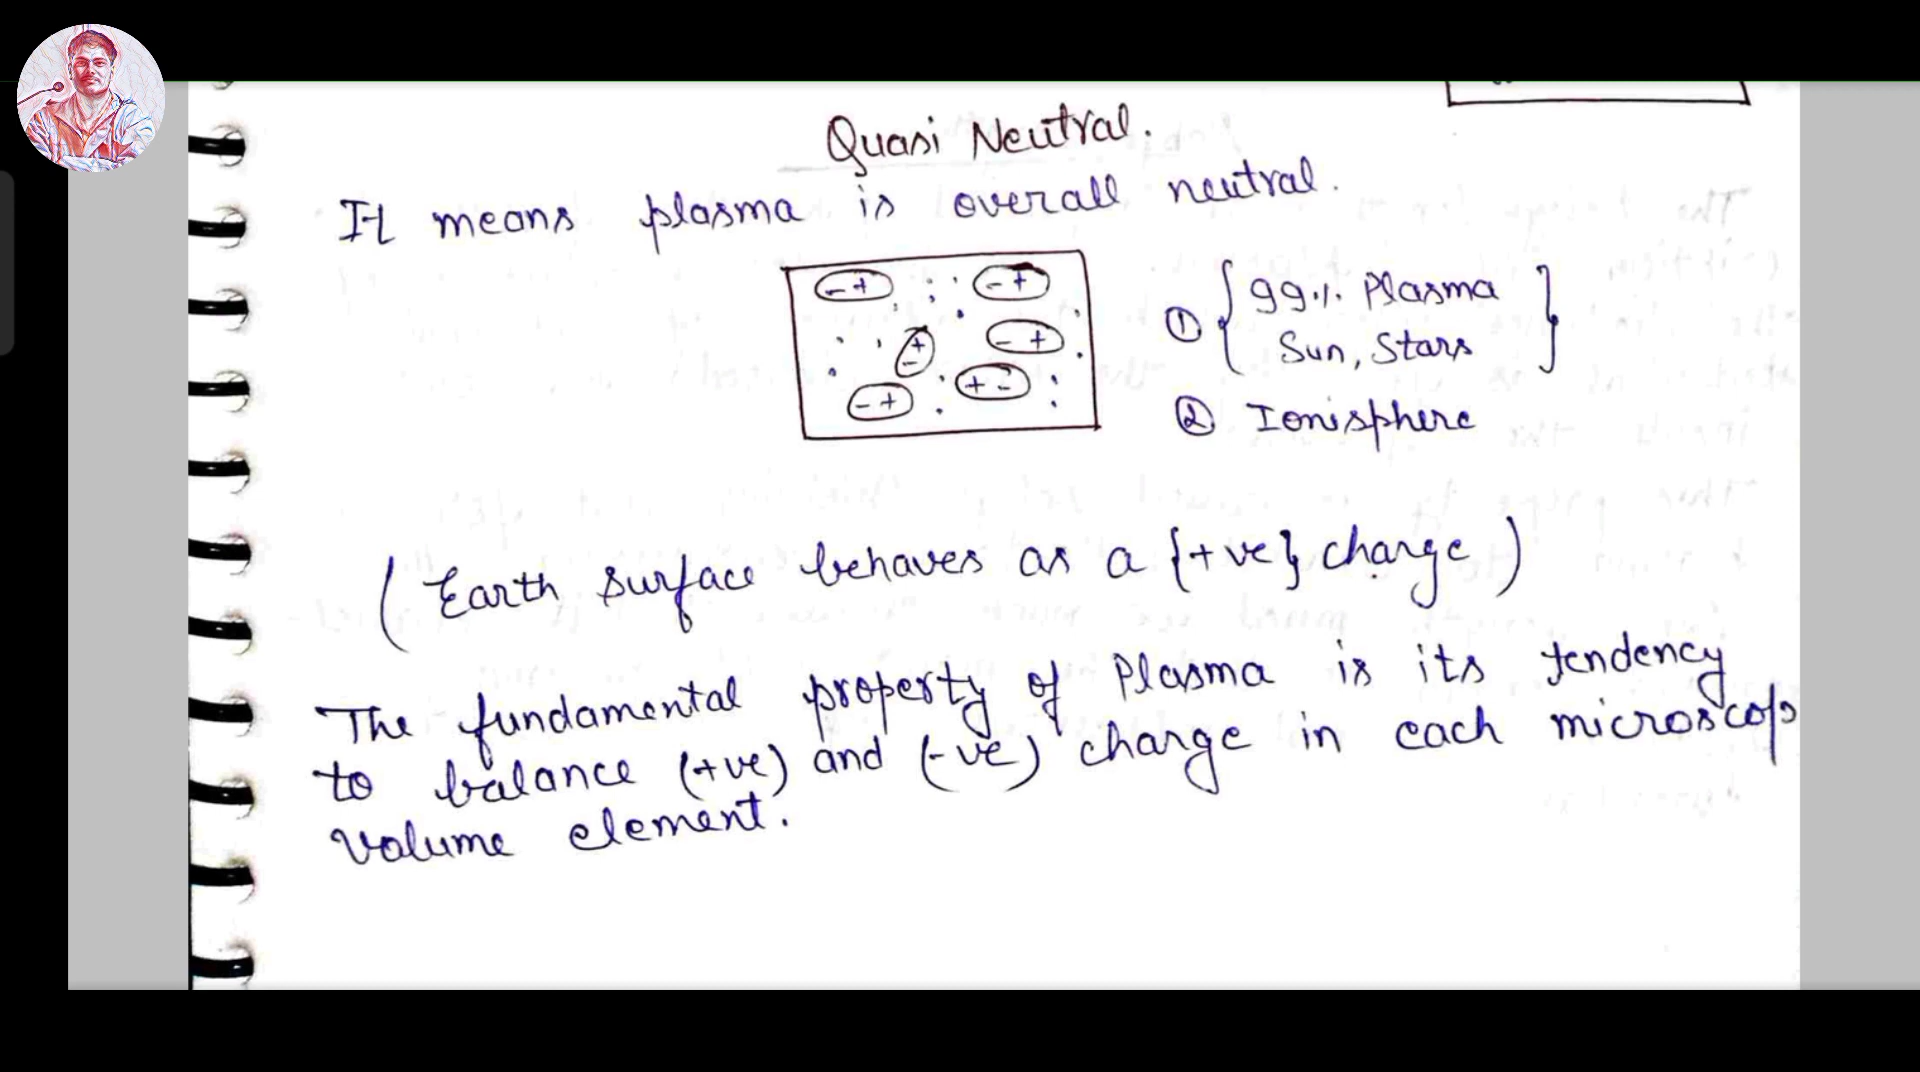 Quasi Neutral.
It means plasma is overall neutral.
- +
- +
+
-
- +
- +
+ -
① { 99% Plasma
Sun, Stars }
② Ionisphere
( Earth surface behaves as a {+ve} charge )
The fundamental property of Plasma is its tendency
to balance (+ve) and (-ve) charge in each microscop
volume element.